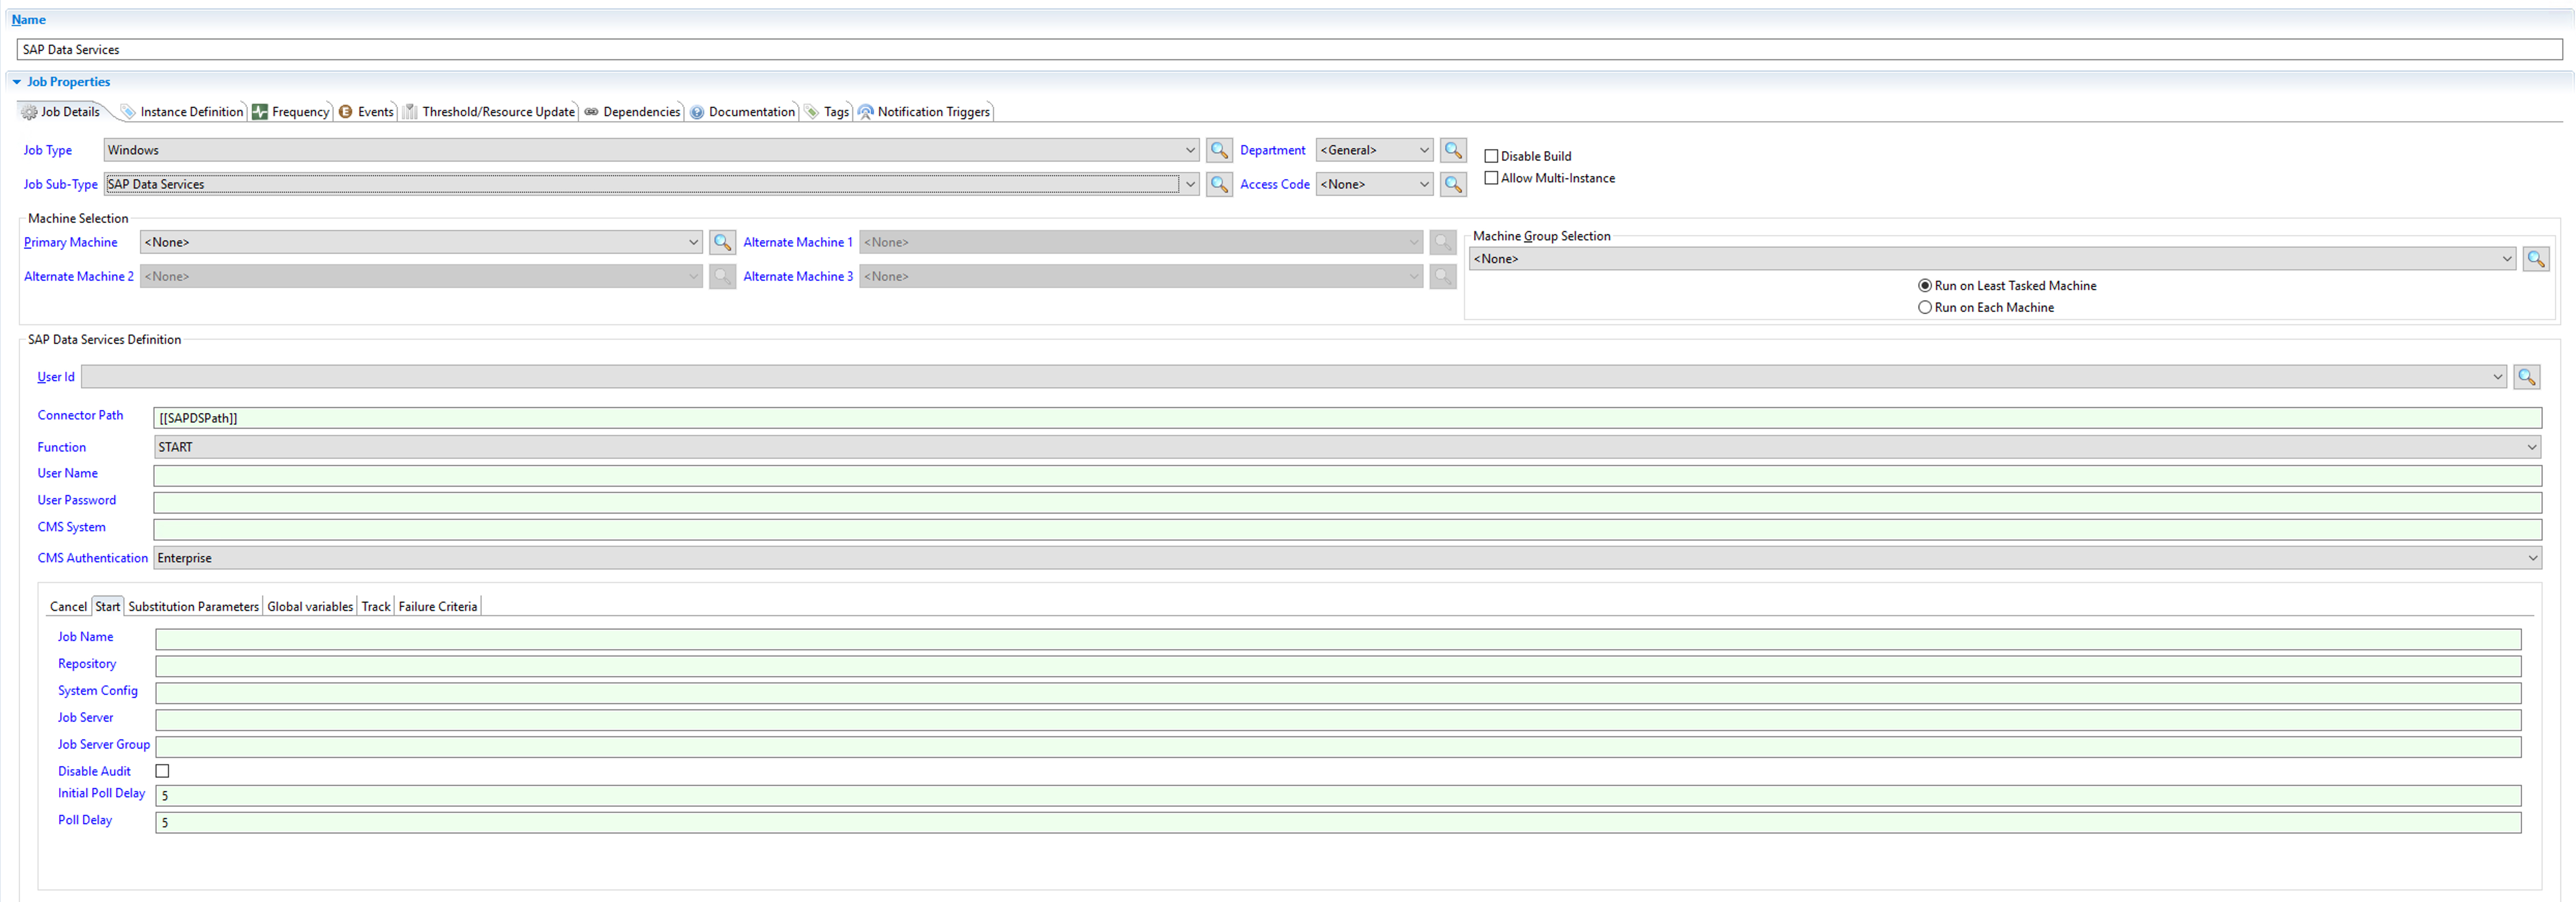 Name
SAP Data Services
Job Properties
Job Details Instance Definition Frequency Events Threshold/Resource Update Dependencies Documentation Tags Notification Triggers
Job Type Windows Department <General> Disable Build
Job Sub-Type SAP Data Services Access Code <None> Allow Multi-Instance
Machine Selection
Primary Machine <None> Alternate Machine 1 <None>
Alternate Machine 2 <None> Alternate Machine 3 <None>
Machine Group Selection
<None>
Run on Least Tasked Machine
Run on Each Machine
SAP Data Services Definition
User Id
Connector Path [[SAPDSPath]]
Function START
User Name
User Password
CMS System
CMS Authentication Enterprise
Cancel Start Substitution Parameters Global variables Track Failure Criteria
Job Name
Repository
System Config
Job Server
Job Server Group
Disable Audit
Initial Poll Delay 5
Poll Delay 5